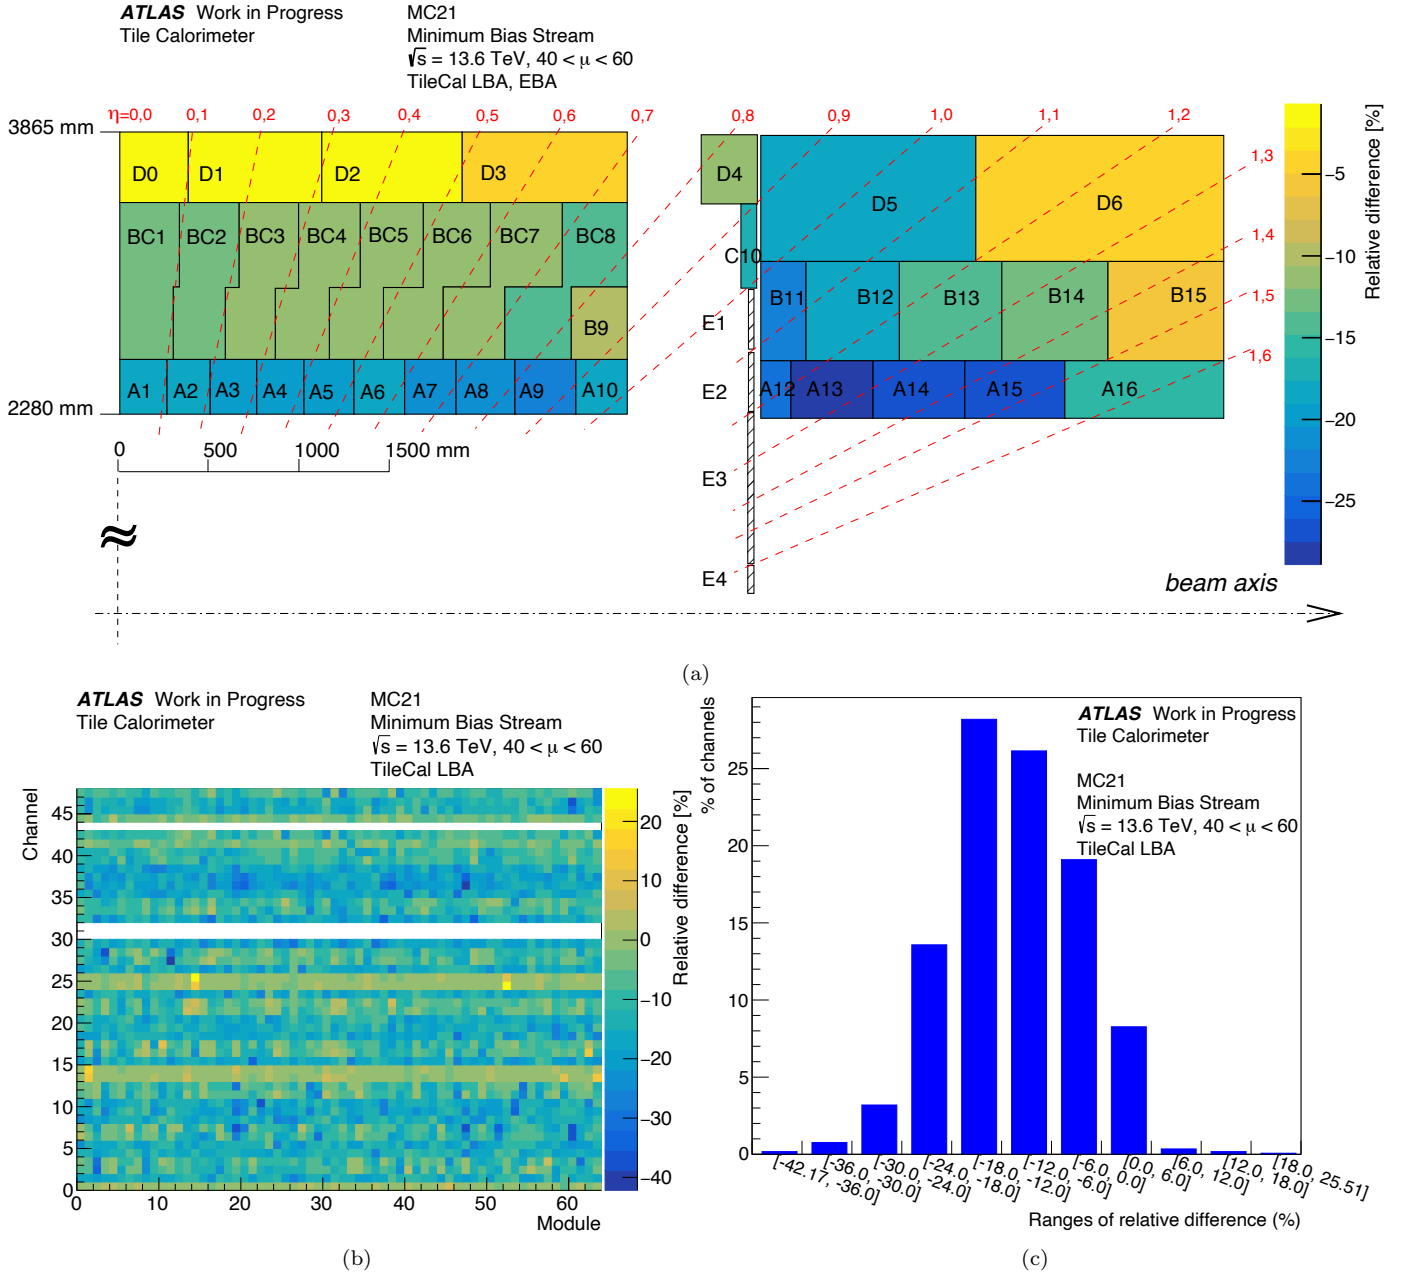 ATLAS Work in Progress
Tile Calorimeter
MC21
Minimum Bias Stream
√s = 13.6 TeV, 40 < μ < 60
TileCal LBA, EBA
η=0,0 0,1 0,2 0,3 0,4 0,5 0,6 0,7 0,8 0,9 1,0 1,1 1,2
1,3
1,4
1,5
1,6
3865 mm
D0 D1 D2 D3 D4 D5 D6
BC1 BC2 BC3 BC4 BC5 BC6 BC7 BC8 C10
B9 B11 B12 B13 B14 B15
E1
A1 A2 A3 A4 A5 A6 A7 A8 A9 A10 E2 A12 A13 A14 A15 A16
2280 mm
0 500 1000 1500 mm
E3
E4
beam axis
−5
−10
−15
−20
−25
Relative difference [%]
(a)
ATLAS Work in Progress
Tile Calorimeter
MC21
Minimum Bias Stream
√s = 13.6 TeV, 40 < μ < 60
TileCal LBA
Channel
45
40
35
30
25
20
15
10
5
0
0 10 20 30 40 50 60
Module
20
10
0
−10
−20
−30
−40
Relative difference [%]
(b)
% of channels
25
20
15
10
5
0
ATLAS Work in Progress
Tile Calorimeter
MC21
Minimum Bias Stream
√s = 13.6 TeV, 40 < μ < 60
TileCal LBA
[-42.17, -36.0]
[-36.0, -30.0]
[-30.0, -24.0]
[-24.0, -18.0]
[-18.0, -12.0]
[-12.0, -6.0]
[-6.0, 0.0]
[0.0, 6.0]
[6.0, 12.0]
[12.0, 18.0]
[18.0, 25.51]
Ranges of relative difference (%)
(c)